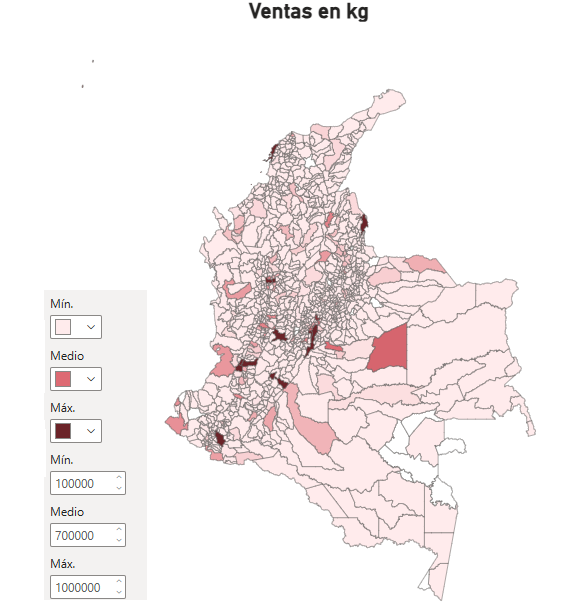 Ventas en kg
Mín.
Medio
Máx.
Mín.
100000
Medio
700000
Máx.
1000000